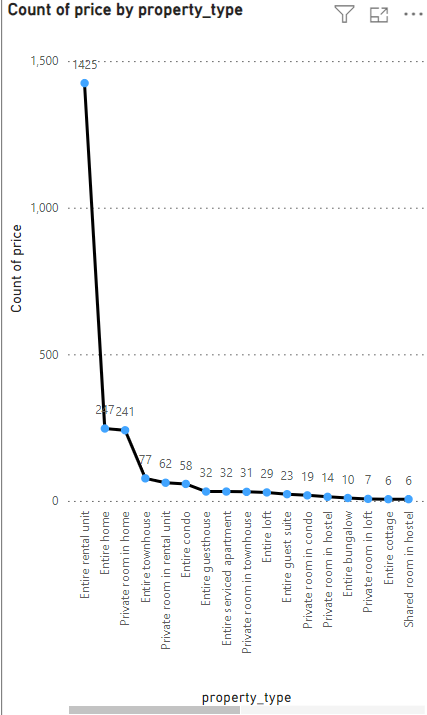 Count of price by property_type
1,500
1,000
500
0
Count of price
1425
247
241
77
62
58
32
32
31
29
23
19
14
10
7
6
6
Entire rental unit
Entire home
Private room in home
Entire townhouse
Private room in rental unit
Entire condo
Entire guesthouse
Entire serviced apartment
Private room in townhouse
Entire loft
Entire guest suite
Private room in condo
Private room in hostel
Entire bungalow
Private room in loft
Entire cottage
Shared room in hostel
property_type